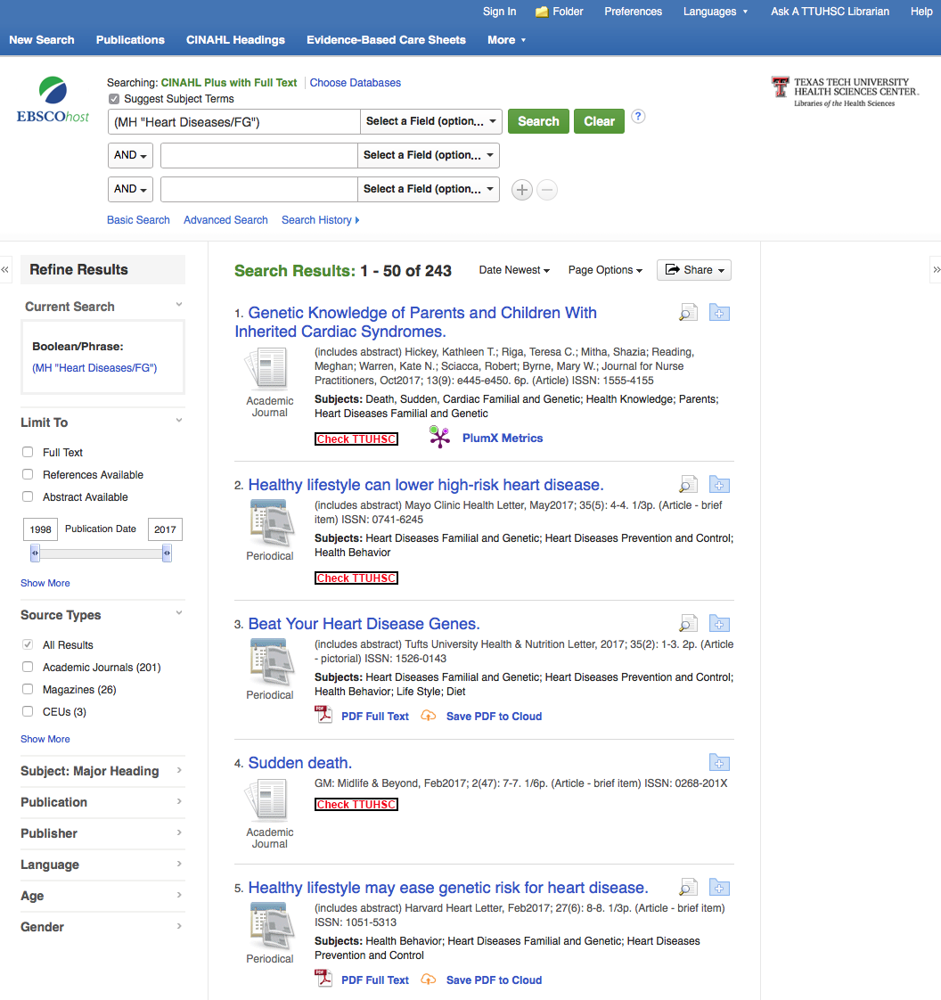 Sign In Folder Preferences Languages Ask A TTUHSC Librarian Help
New Search Publications CINAHL Headings Evidence-Based Care Sheets More
EBSCOhost
Searching: CINAHL Plus with Full Text Choose Databases
Suggest Subject Terms
(MH "Heart Diseases/FG") Select a Field (option... Search Clear ?
AND Select a Field (option...
AND Select a Field (option...
Basic Search Advanced Search Search History
TEXAS TECH UNIVERSITY
HEALTH SCIENCES CENTER.
Libraries of the Health Sciences
Refine Results
Current Search
Boolean/Phrase:
(MH "Heart Diseases/FG")
Limit To
Full Text
References Available
Abstract Available
1998 Publication Date 2017
Show More
Source Types
All Results
Academic Journals (201)
Magazines (26)
CEUs (3)
Show More
Subject: Major Heading
Publication
Publisher
Language
Age
Gender
Search Results: 1 - 50 of 243 Date Newest Page Options Share
1. Genetic Knowledge of Parents and Children With
Inherited Cardiac Syndromes.
Academic
Journal
(includes abstract) Hickey, Kathleen T.; Riga, Teresa C.; Mitha, Shazia; Reading,
Meghan; Warren, Kate N.; Sciacca, Robert; Byrne, Mary W.; Journal for Nurse
Practitioners, Oct2017; 13(9): e445-e450. 6p. (Article) ISSN: 1555-4155
Subjects: Death, Sudden, Cardiac Familial and Genetic; Health Knowledge; Parents;
Heart Diseases Familial and Genetic
Check TTUHSC PlumX Metrics
2. Healthy lifestyle can lower high-risk heart disease.
Periodical
(includes abstract) Mayo Clinic Health Letter, May2017; 35(5): 4-4. 1/3p. (Article - brief
item) ISSN: 0741-6245
Subjects: Heart Diseases Familial and Genetic; Heart Diseases Prevention and Control;
Health Behavior
Check TTUHSC
3. Beat Your Heart Disease Genes.
Periodical
(includes abstract) Tufts University Health & Nutrition Letter, 2017; 35(2): 1-3. 2p. (Article
- pictorial) ISSN: 1526-0143
Subjects: Heart Diseases Familial and Genetic; Heart Diseases Prevention and Control;
Health Behavior; Life Style; Diet
PDF Full Text Save PDF to Cloud
4. Sudden death.
Academic
Journal
GM: Midlife & Beyond, Feb2017; 2(47): 7-7. 1/6p. (Article - brief item) ISSN: 0268-201X
Check TTUHSC
5. Healthy lifestyle may ease genetic risk for heart disease.
Periodical
(includes abstract) Harvard Heart Letter, Feb2017; 27(6): 8-8. 1/3p. (Article - brief item)
ISSN: 1051-5313
Subjects: Health Behavior; Heart Diseases Familial and Genetic; Heart Diseases
Prevention and Control
PDF Full Text Save PDF to Cloud